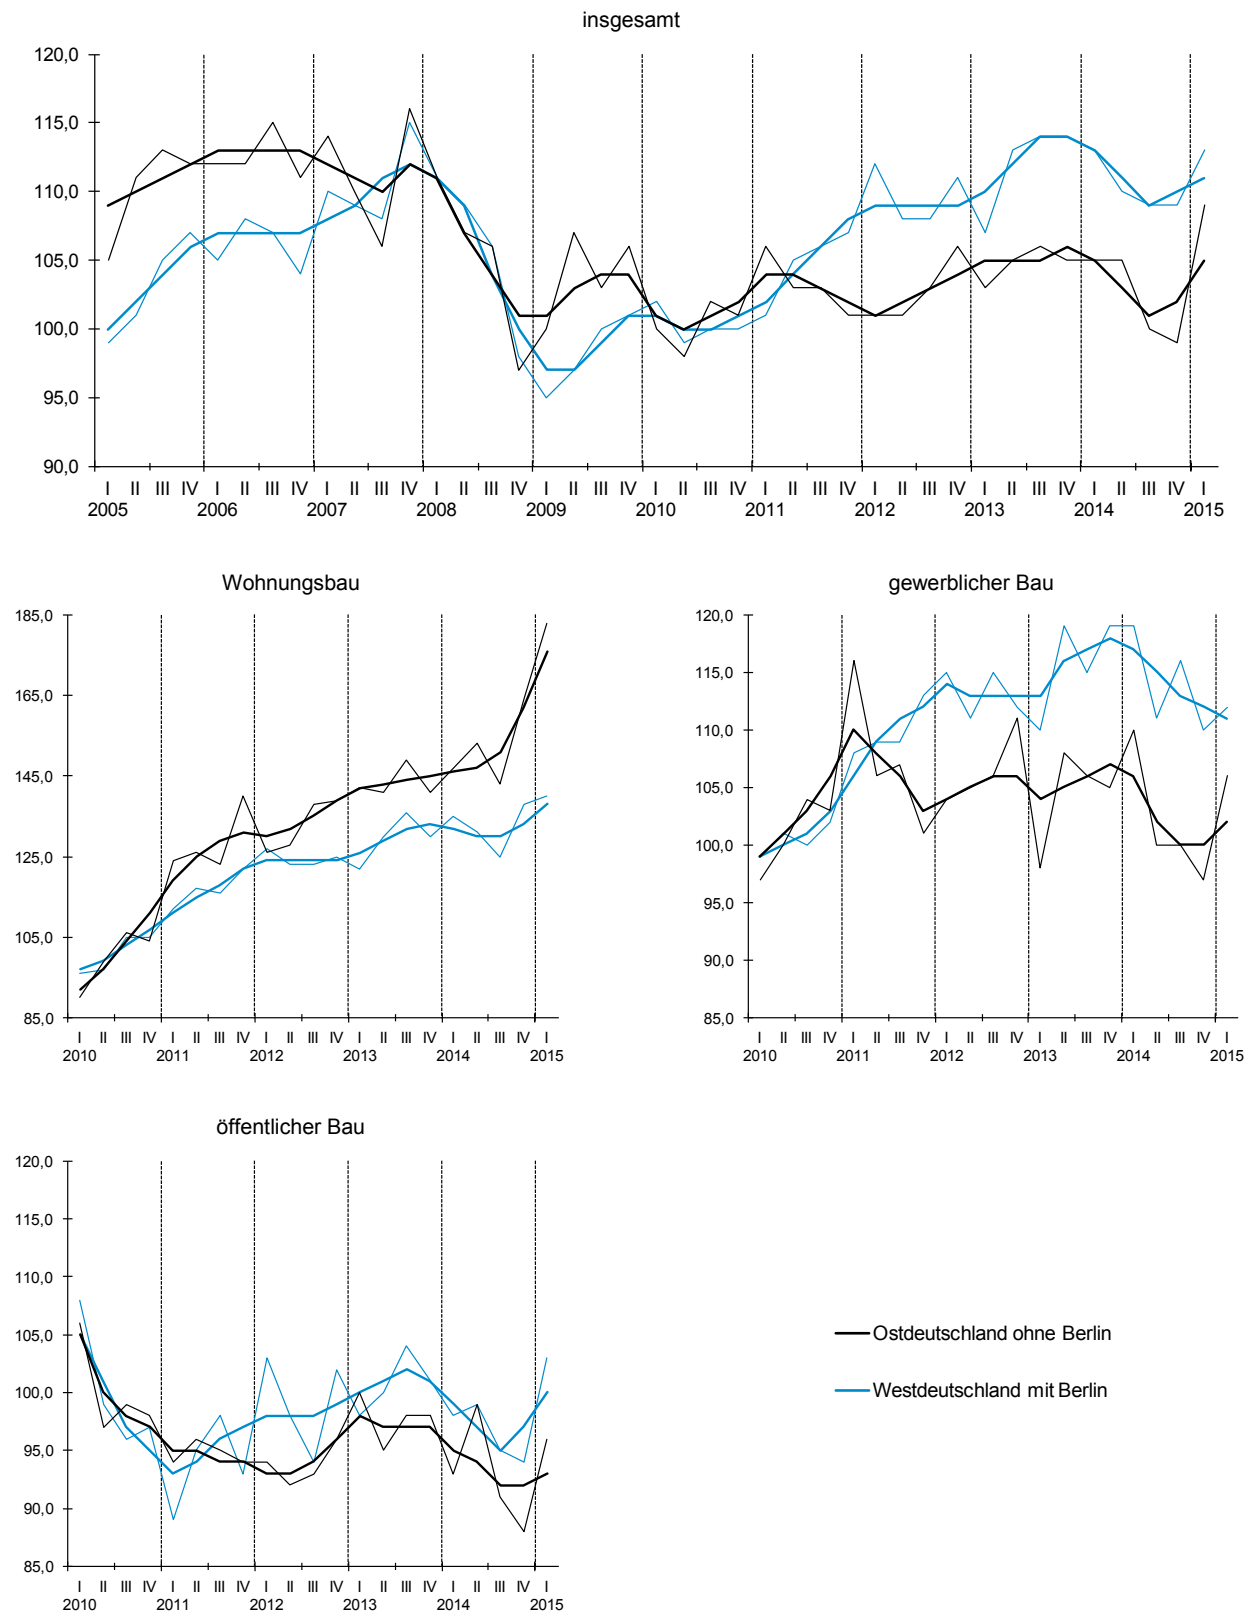 insgesamt
120,0
115,0
110,0
105,0
100,0
95,0
90,0
I II III IV I II III IV I II III IV I II III IV I II III IV I II III IV I II III IV I II III IV I II III IV I II III IV I
2005 2006 2007 2008 2009 2010 2011 2012 2013 2014 2015
Wohnungsbau
185,0
165,0
145,0
125,0
105,0
85,0
I II III IV I II III IV I II III IV I II III IV I II III IV I
2010 2011 2012 2013 2014 2015
gewerblicher Bau
120,0
115,0
110,0
105,0
100,0
95,0
90,0
85,0
I II III IV I II III IV I II III IV I II III IV I II III IV I
2010 2011 2012 2013 2014 2015
öffentlicher Bau
120,0
115,0
110,0
105,0
100,0
95,0
90,0
85,0
I II III IV I II III IV I II III IV I II III IV I II III IV I
2010 2011 2012 2013 2014 2015
Ostdeutschland ohne Berlin
Westdeutschland mit Berlin